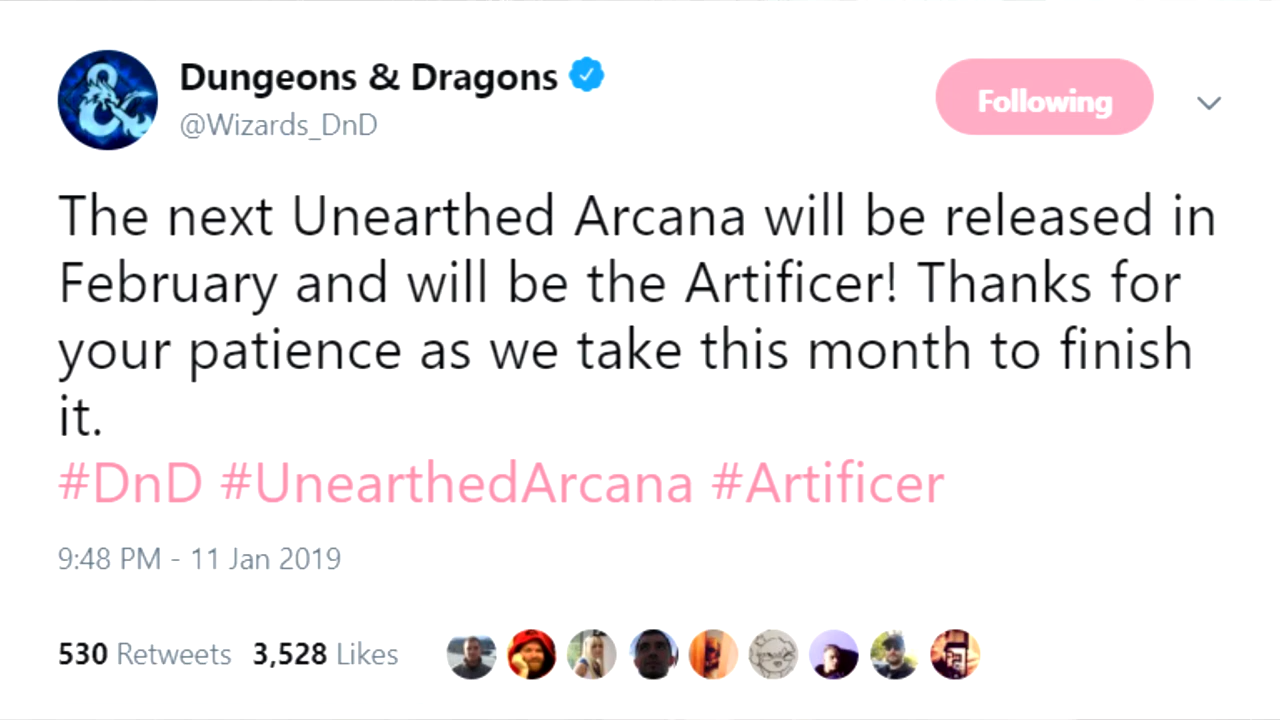 Dungeons & Dragons
@Wizards_DnD
Following
The next Unearthed Arcana will be released in
February and will be the Artificer! Thanks for
your patience as we take this month to finish
it.
#DnD #UnearthedArcana #Artificer
9:48 PM - 11 Jan 2019
530 Retweets 3,528 Likes